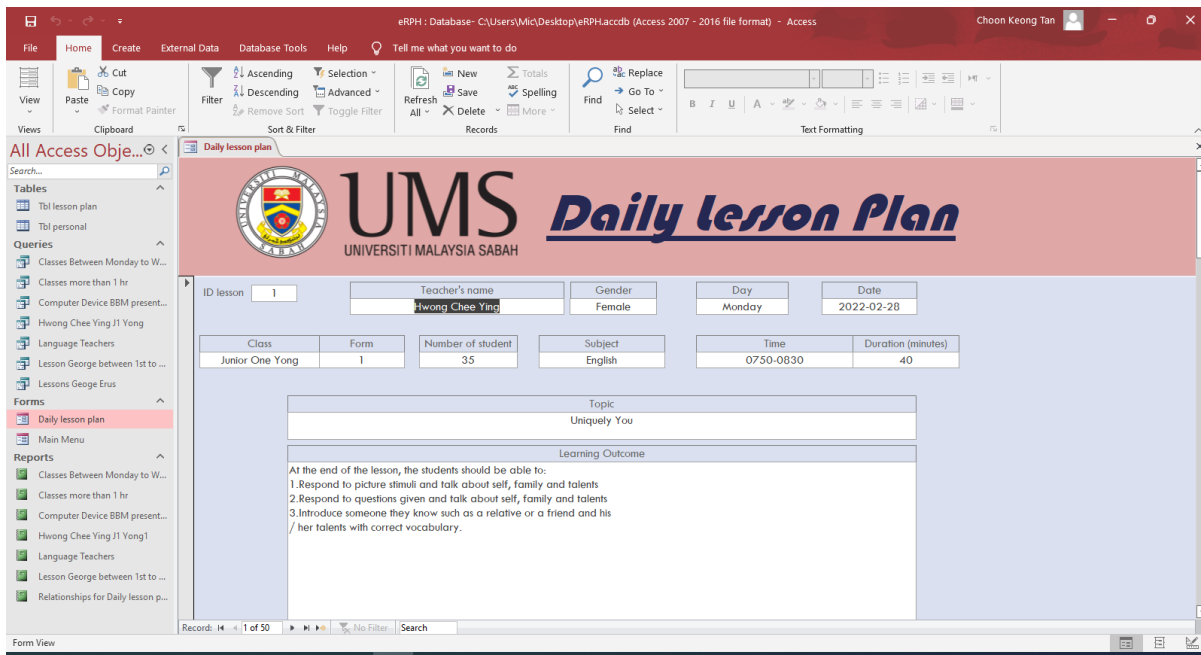 eRPH : Database- C:\Users\Mic\Desktop\eRPH.accdb (Access 2007 - 2016 file format) - Access
Choon Keong Tan
File Home Create External Data Database Tools Help Tell me what you want to do
View
Views
Paste
Cut
Copy
Format Painter
Clipboard
Filter
Ascending
Descending
Remove Sort
Selection
Advanced
Toggle Filter
Sort & Filter
Refresh
All
New
Save
Delete
Totals
Spelling
More
Records
Find
Replace
Go To
Select
Find
B I U A
Text Formatting
All Access Obje...
Search...
Tables
Tbl lesson plan
Tbl personal
Queries
Classes Between Monday to W...
Classes more than 1 hr
Computer Device BBM present...
Hwong Chee Ying J1 Yong
Language Teachers
Lesson George between 1st to ...
Lessons Geoge Erus
Forms
Daily lesson plan
Main Menu
Reports
Classes Between Monday to W...
Classes more than 1 hr
Computer Device BBM present...
Hwong Chee Ying J1 Yong1
Language Teachers
Lesson George between 1st to ...
Relationships for Daily lesson p...
Daily lesson plan
UNIVERSITI MALAYSIA SABAH
UMS
UNIVERSITI MALAYSIA SABAH
Daily Lesson Plan
ID lesson 1
Teacher's name
Hwong Chee Ying
Gender
Female
Day
Monday
Date
2022-02-28
Class
Junior One Yong
Form
1
Number of student
35
Subject
English
Time
0750-0830
Duration (minutes)
40
Topic
Uniquely You
Learning Outcome
At the end of the lesson, the students should be able to:
1.Respond to picture stimuli and talk about self, family and talents
2.Respond to questions given and talk about self, family and talents
3.Introduce someone they know such as a relative or a friend and his
/ her talents with correct vocabulary.
Record: 1 of 50 No Filter Search
Form View